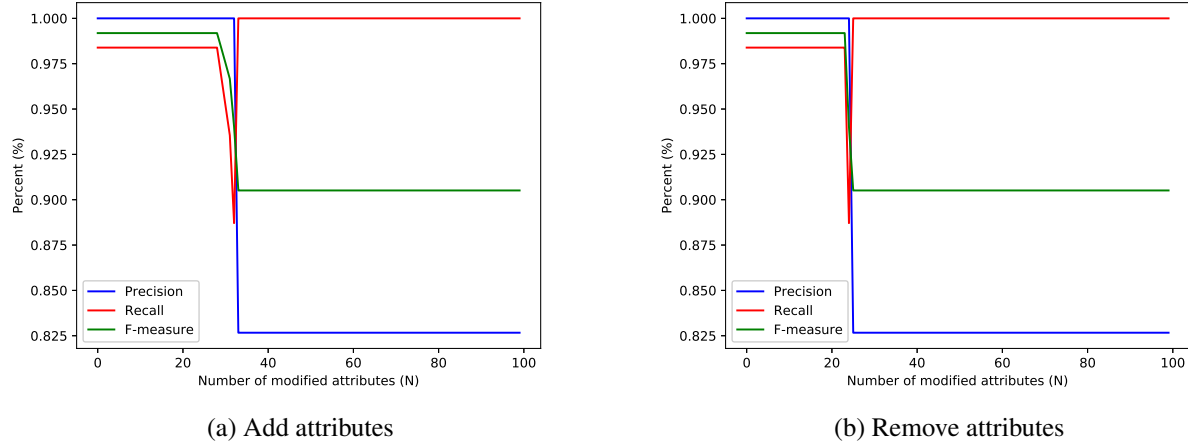 1.000
0.975
0.950
0.925
0.900
0.875
0.850
0.825
Percent (%)
Precision
Recall
F-measure
0 20 40 60 80 100
Number of modified attributes (N)
(a) Add attributes
1.000
0.975
0.950
0.925
0.900
0.875
0.850
0.825
Percent (%)
Precision
Recall
F-measure
0 20 40 60 80 100
Number of modified attributes (N)
(b) Remove attributes